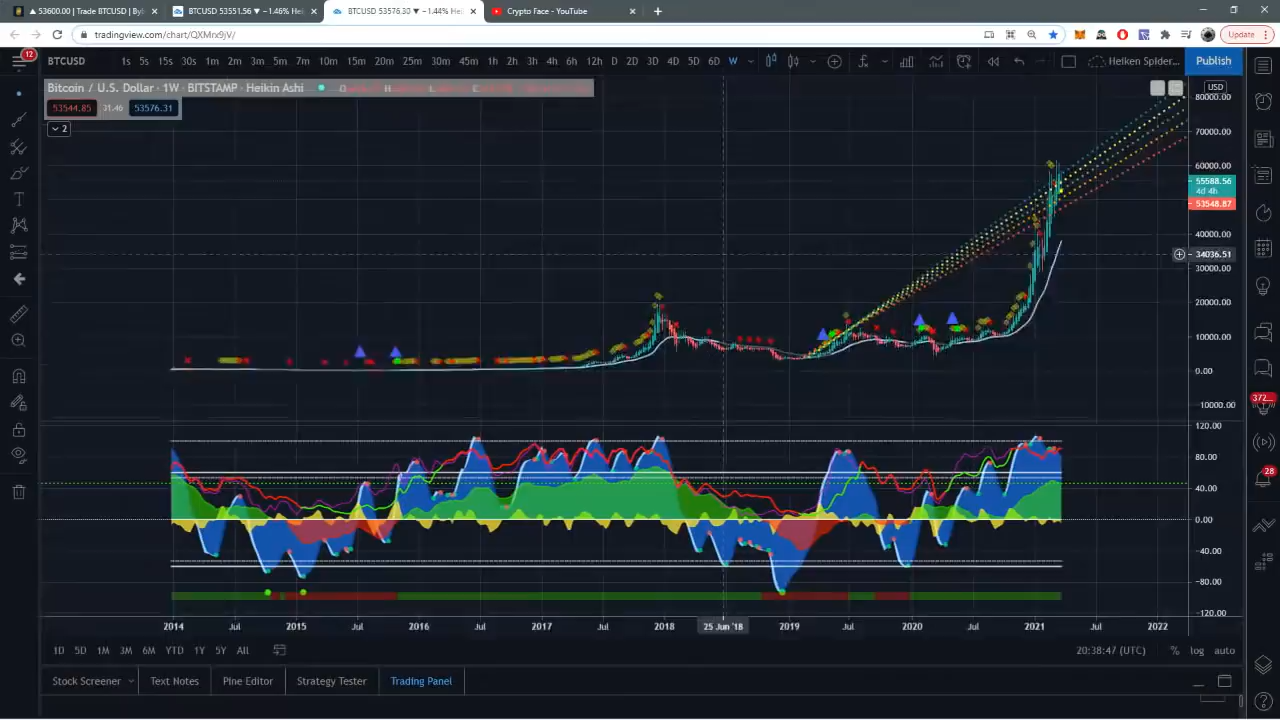 ▲ 53600.00 | Trade BTCUSD | Byb
BTCUSD 53551.56 ▼ −1.46% Hei
BTCUSD 53576.30 ▼ −1.44% Hei
Crypto Face - YouTube
tradingview.com/chart/QXMrx9jV/
Update
12
BTCUSD 1s 5s 15s 30s 1m 2m 3m 5m 7m 10m 15m 20m 25m 30m 45m 1h 2h 3h 4h 6h 12h D 2D 3D 4D 5D 6D W
Heiken Spider...
Publish
Bitcoin / U.S. Dollar · 1W · BITSTAMP · Heikin Ashi
53544.85 31.46 53576.31
2
USD
80000.00
70000.00
60000.00
55588.56
4d 4h
53548.87
40000.00
34036.51
30000.00
20000.00
10000.00
0.00
10000.00
120.00
80.00
40.00
0.00
−40.00
−80.00
−120.00
372...
28
2014 Jul 2015 Jul 2016 Jul 2017 Jul 2018 25 Jun '18 2019 Jul 2020 Jul 2021 Jul 2022
1D 5D 1M 3M 6M YTD 1Y 5Y All
20:38:47 (UTC) % log auto
Stock Screener Text Notes Pine Editor Strategy Tester Trading Panel